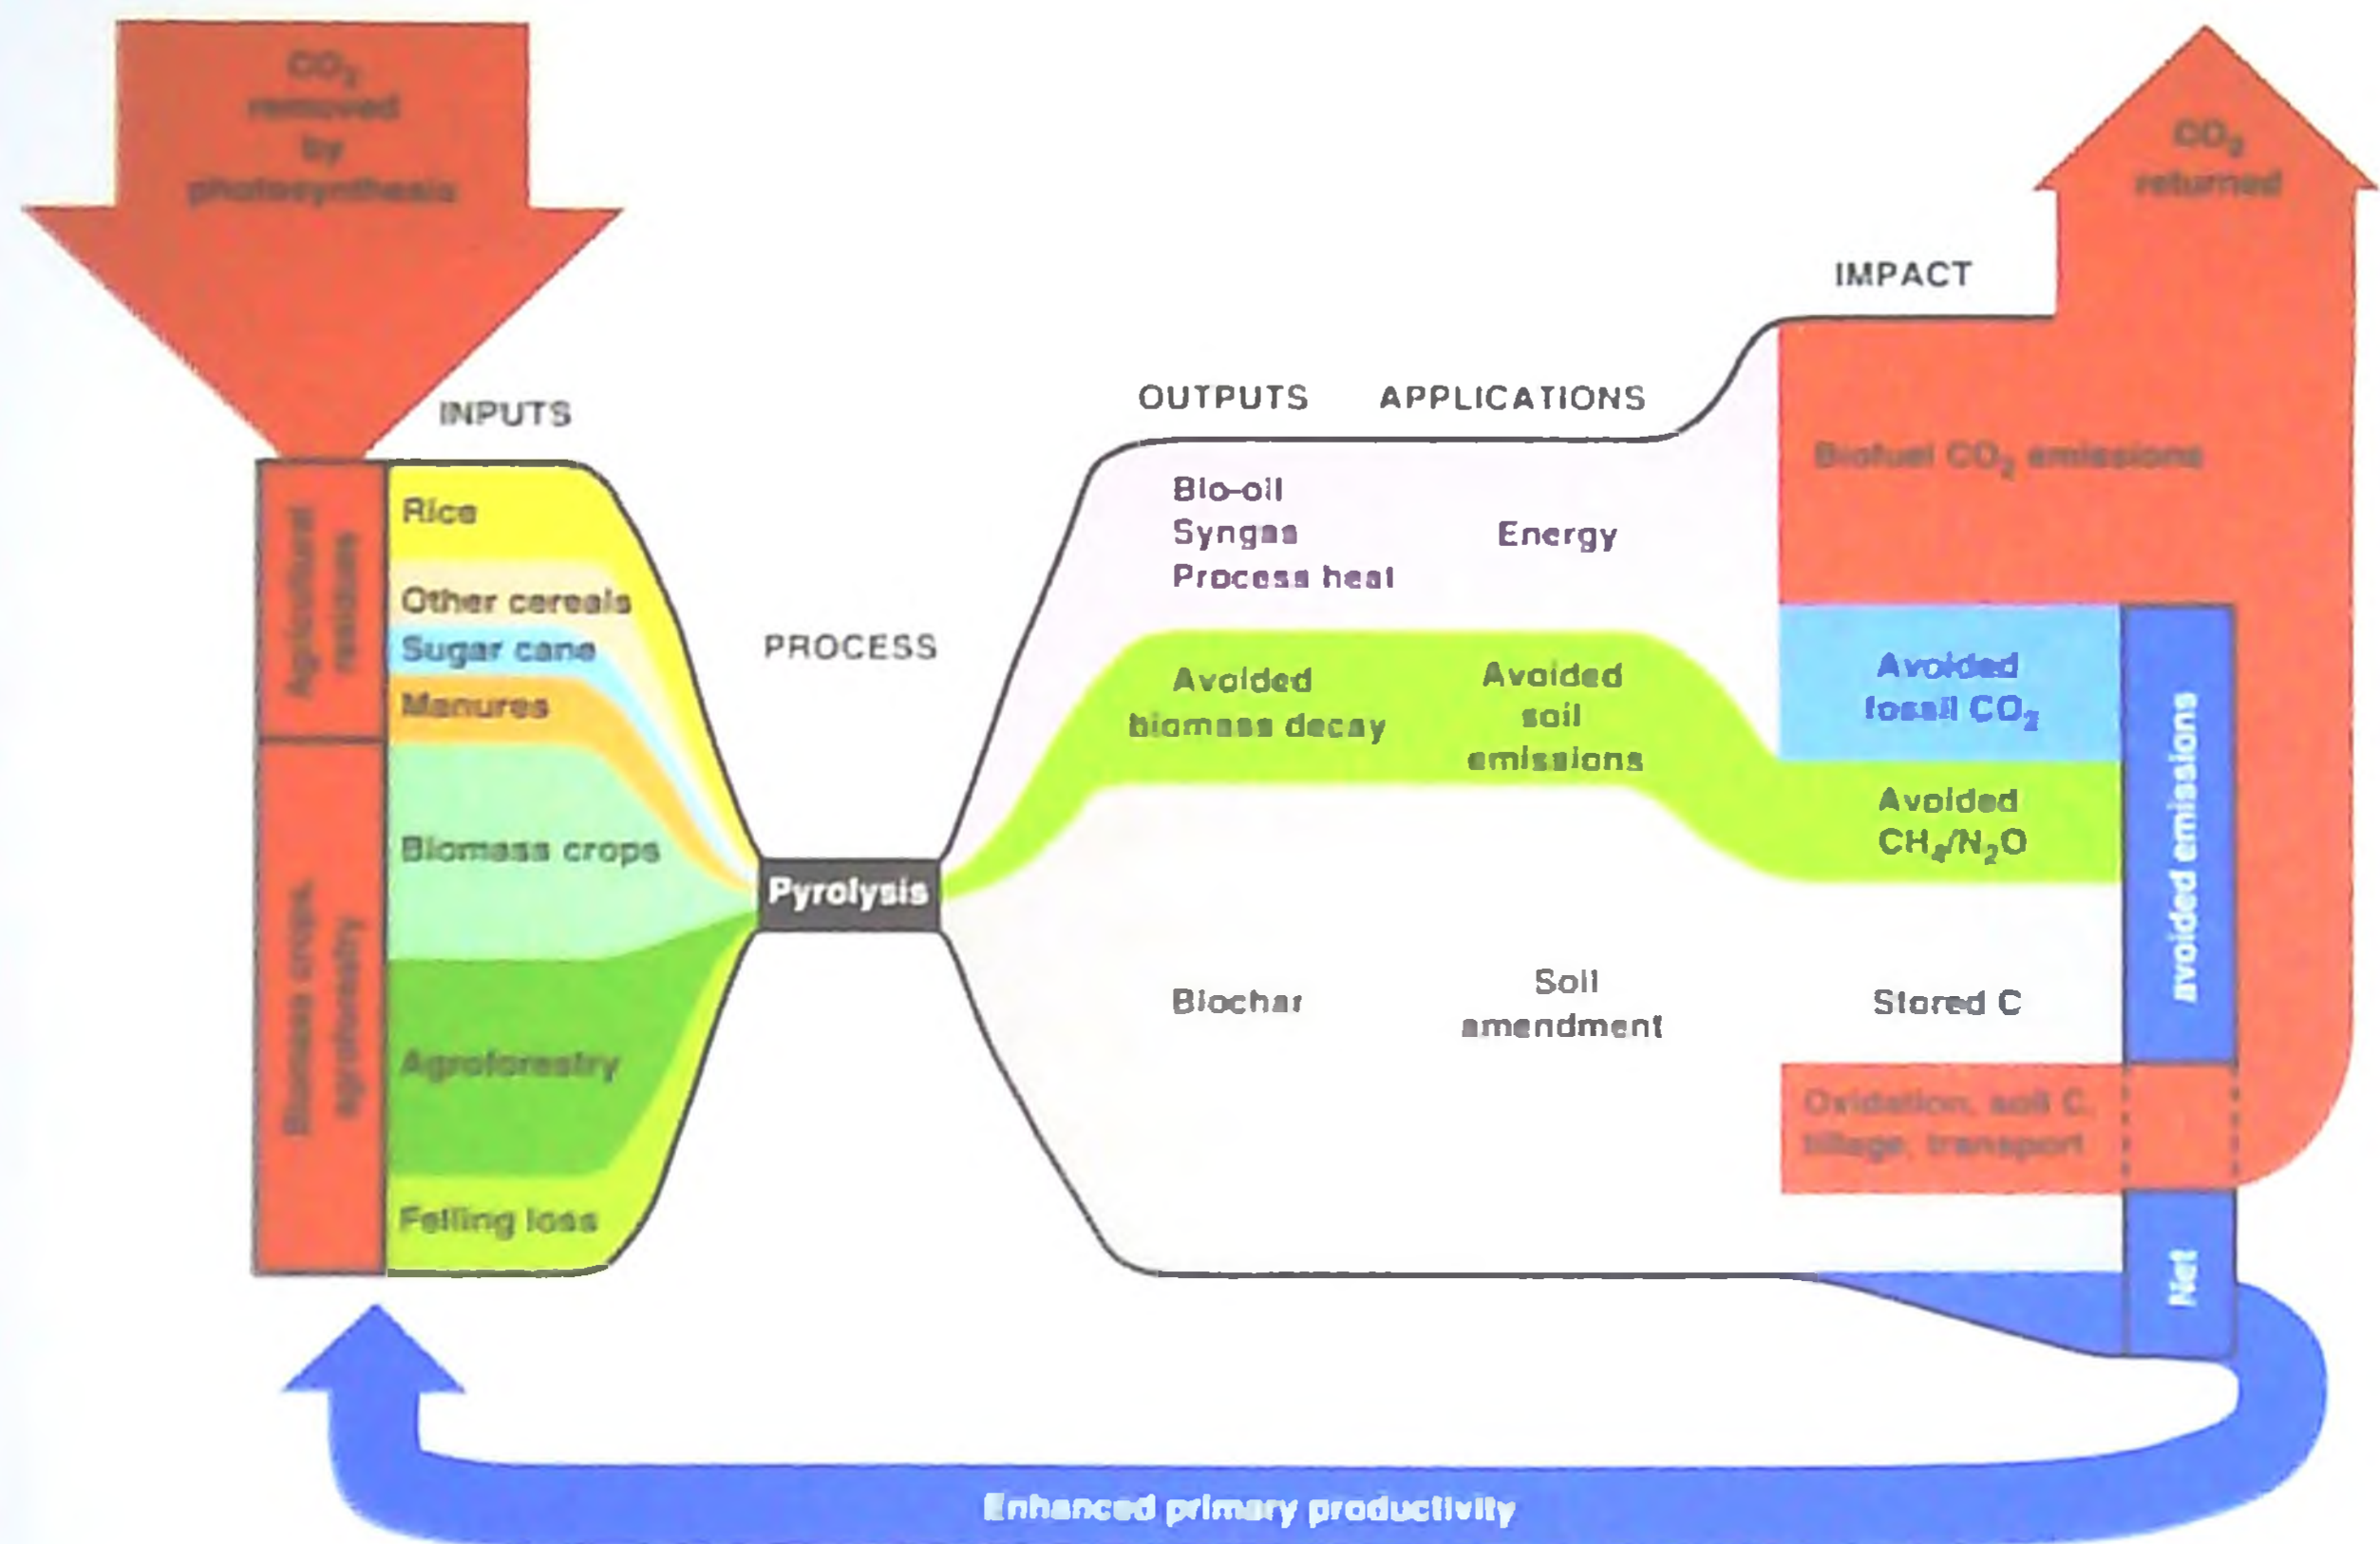 CO₂
removed
by
photosynthesis
CO₂
returned
IMPACT
INPUTS
OUTPUTS
APPLICATIONS
Agricultural
residues
Rice
Other cereals
Sugar cane
Manures
Biomass crops,
agroforestry
Biomass crops
Agroforestry
Felling loss
PROCESS
Pyrolysis
Bio-oil
Syngas
Process heat
Energy
Avoided
biomass decay
Avoided
soil
emissions
Biochar
Soil
amendment
Biofuel CO₂ emissions
Avoided
fossil CO₂
Avoided
CH₄/N₂O
Stored C
Oxidation, soil C,
tillage, transport
Net
avoided emissions
Enhanced primary productivity